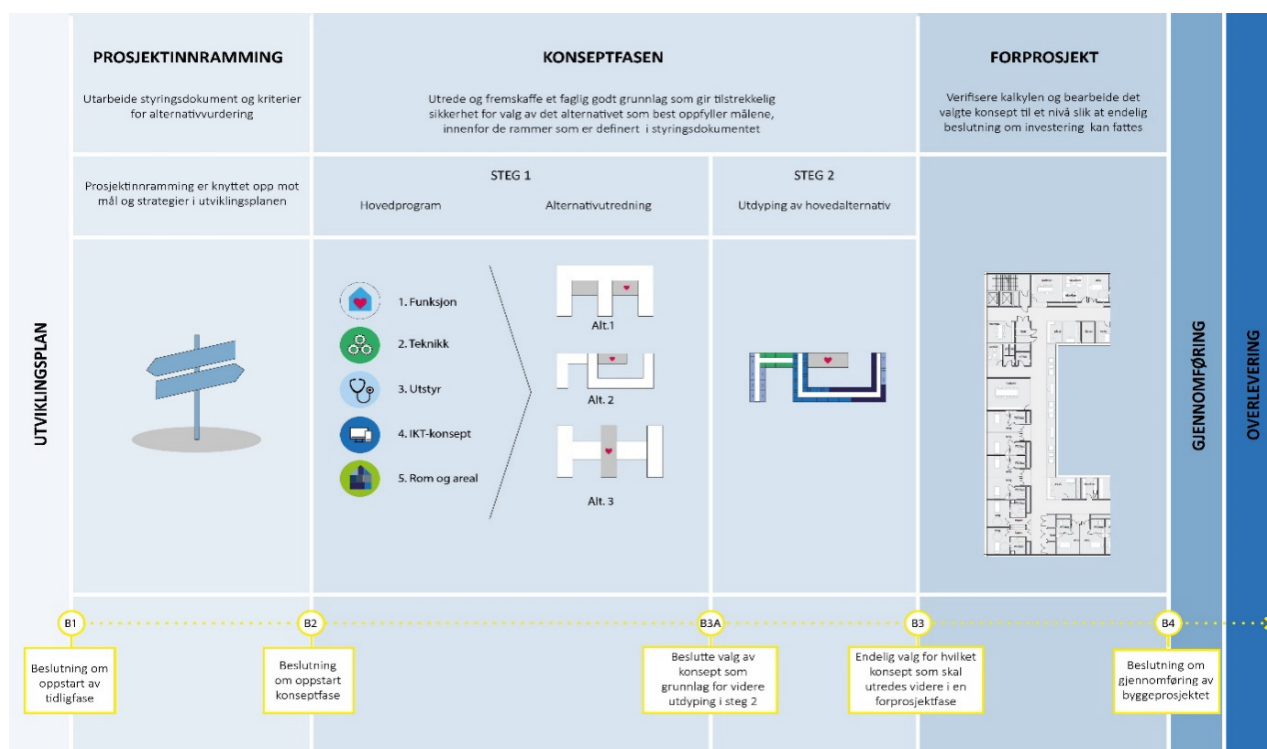 PROSJEKTINNRAMMING
Utarbeide styringsdokument og kriterier
for alternativvurdering
KONSEPTFASEN
Utrede og fremskaffe et faglig godt grunnlag som gir tilstrekkelig
sikkerhet for valg av det alternativet som best oppfyller målene,
innenfor de rammer som er definert i styringsdokumentet
FORPROSJEKT
Verifisere kalkylen og bearbeide det
valgte konsept til et nivå slik at endelig
beslutning om investering kan fattes
Prosjektinnramming er knyttet opp mot
mål og strategier i utviklingsplanen
STEG 1
Hovedprogram
Alternativutredning
STEG 2
Utdyping av hovedalternativ
UTVIKLINGSPLAN
1. Funksjon
2. Teknikk
3. Utstyr
4. IKT-konsept
5. Rom og areal
Alt.1
Alt. 2
Alt. 3
GJENNOMFØRING
OVERLEVERING
B1
B2
B3A
B3
B4
Beslutning om
oppstart av
tidligfase
Beslutning
om oppstart
konseptfase
Beslutte valg av
konsept som
grunnlag for videre
utdyping i steg 2
Endelig valg for hvilket
konsept som skal
utredes videre i en
forprosjektfase
Beslutning om
gjennomføring av
byggeprosjektet